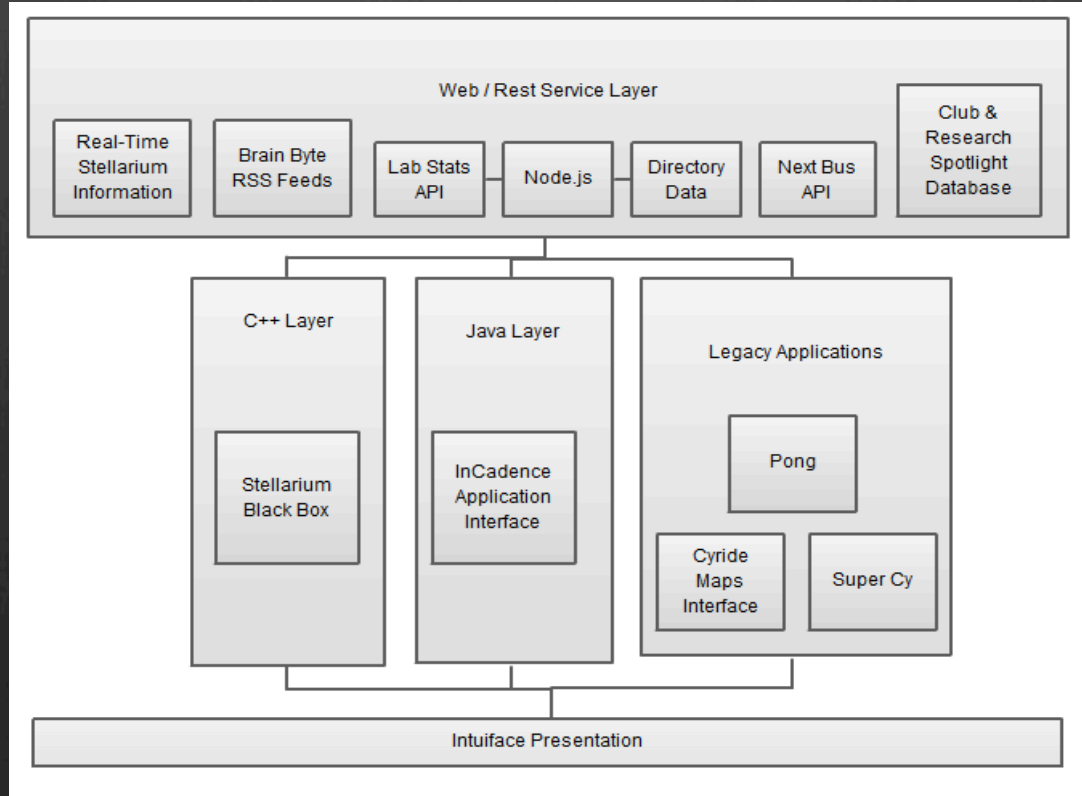 Web / Rest Service Layer
Real-Time
Stellarium
Information
Brain Byte
RSS Feeds
Lab Stats
API
Node.js
Directory
Data
Next Bus
API
Club &
Research
Spotlight
Database
C++ Layer
Stellarium
Black Box
Java Layer
InCadence
Application
Interface
Legacy Applications
Pong
Cyride
Maps
Interface
Super Cy
Intuiface Presentation